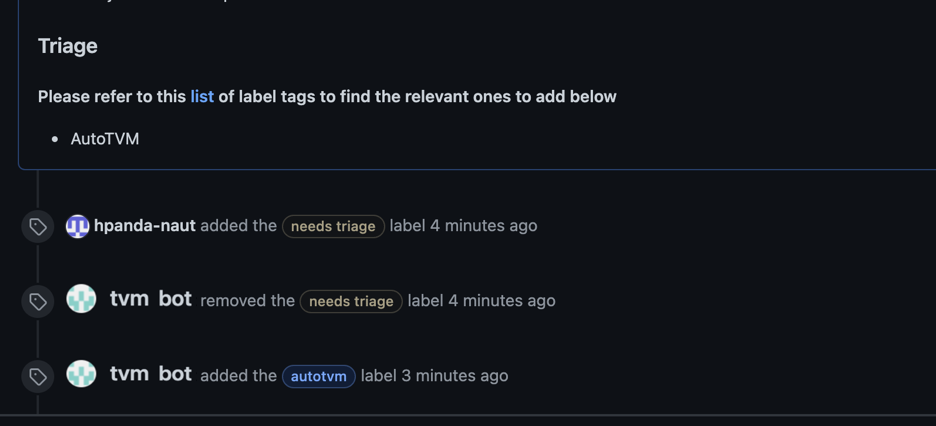 Triage
Please refer to this list of label tags to find the relevant ones to add below
• AutoTVM
hpanda-naut added the needs triage label 4 minutes ago
tvm bot removed the needs triage label 4 minutes ago
tvm bot added the autotvm label 3 minutes ago